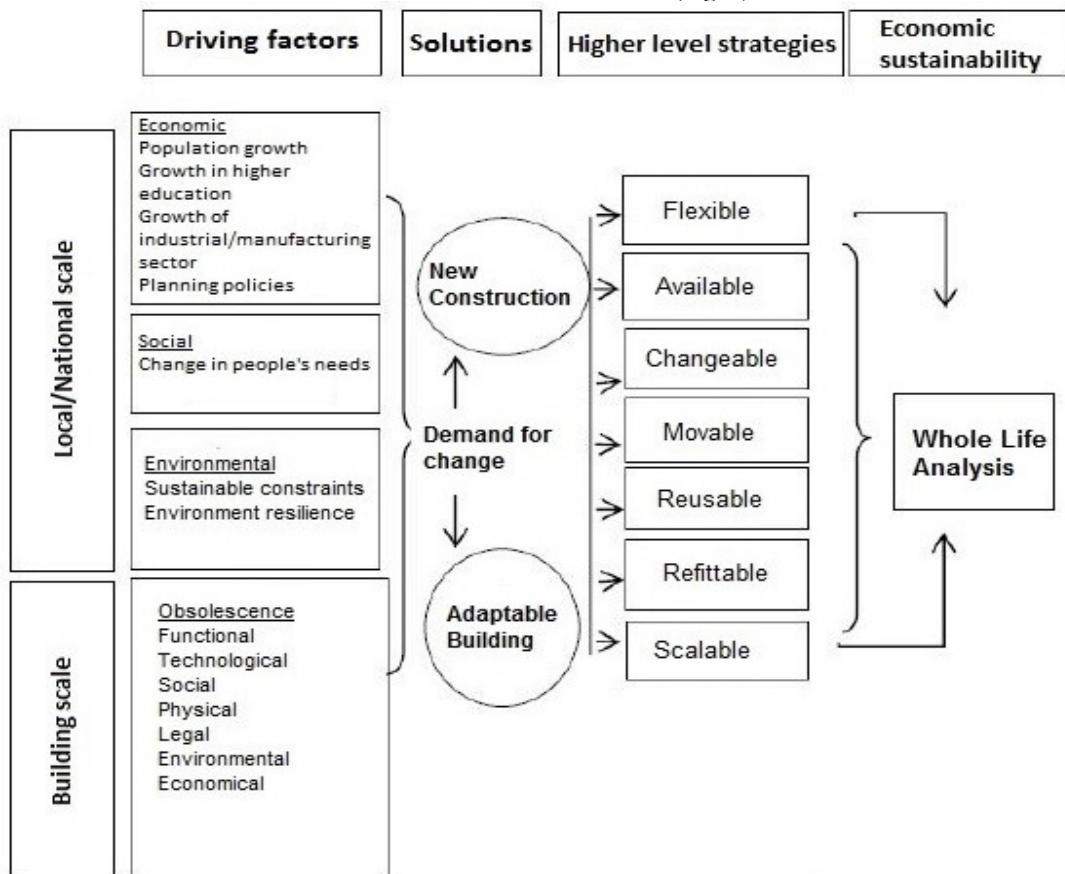 Driving factors
Solutions
Higher level strategies
Economic
sustainability
Local/National scale
Economic
Population growth
Growth in higher
education
Growth of
industrial/manufacturing
sector
Planning policies
Social
Change in people's needs
Environmental
Sustainable constraints
Environment resilience
Building scale
Obsolescence
Functional
Technological
Social
Physical
Legal
Environmental
Economical
New
Construction
Demand for
change
Adaptable
Building
Flexible
Available
Changeable
Movable
Reusable
Refittable
Scalable
Whole Life
Analysis